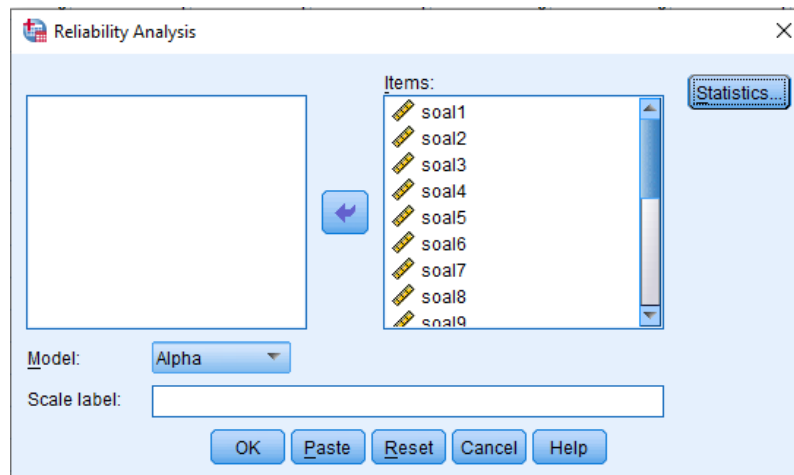 Reliability Analysis
Items:
Statistics...
soal1
soal2
soal3
soal4
soal5
soal6
soal7
soal8
soal9
Model:
Alpha
Scale label:
OK
Paste
Reset
Cancel
Help